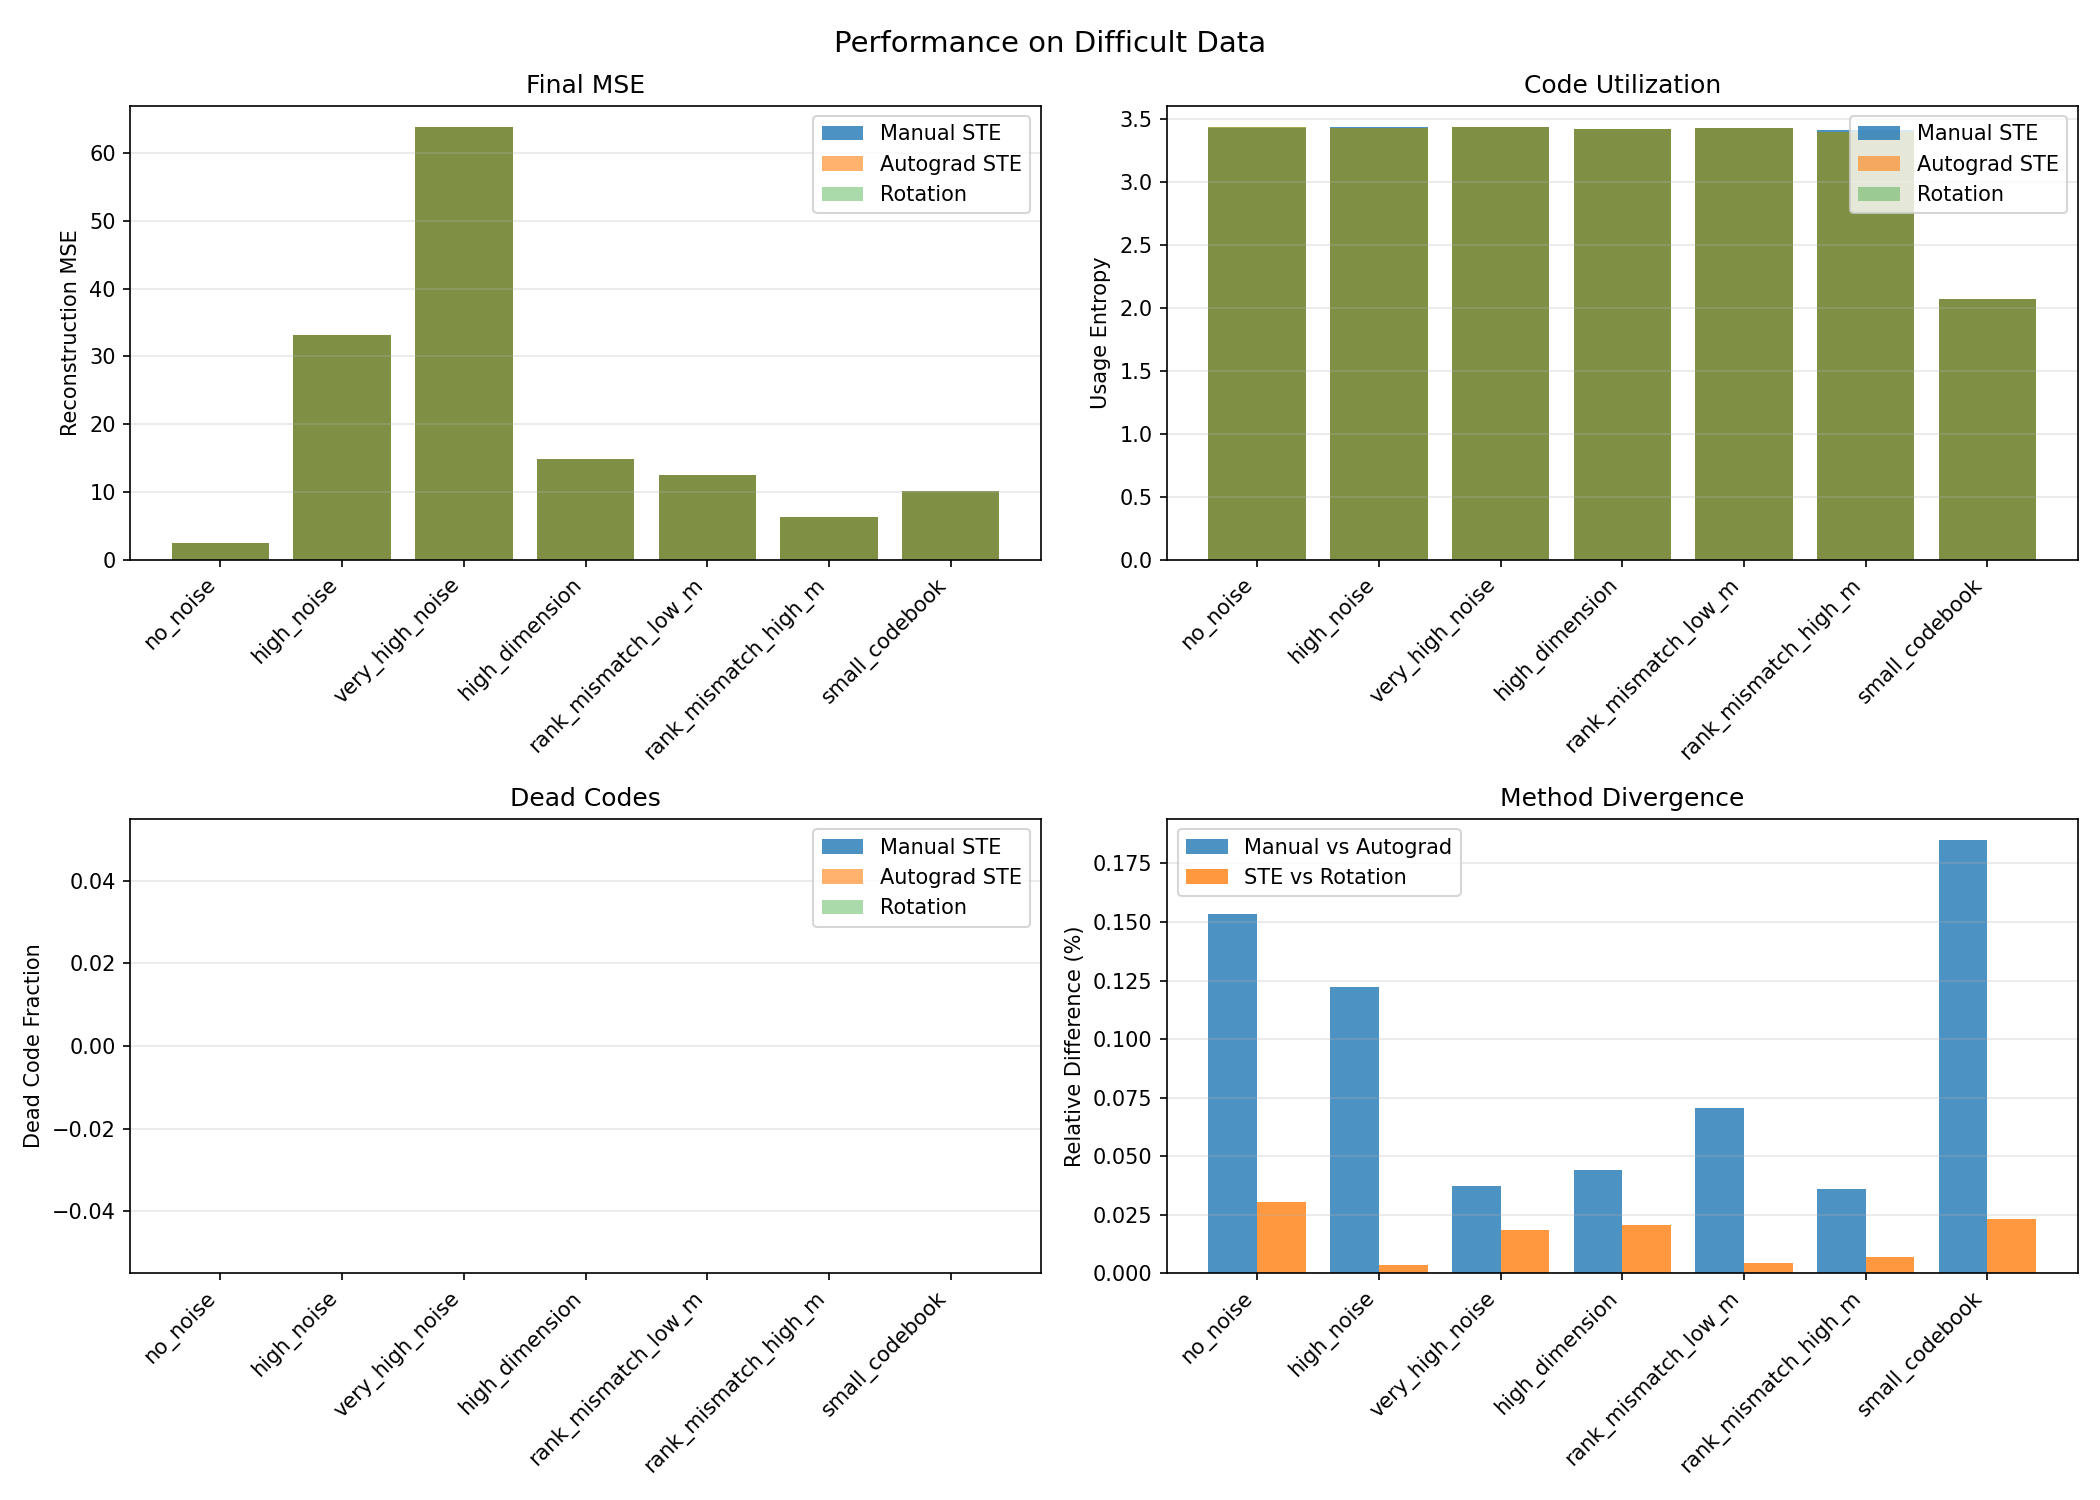 Performance on Difficult Data
Final MSE
Reconstruction MSE
60
50
40
30
20
10
0
Manual STE
Autograd STE
Rotation
no_noise
high_noise
very_high_noise
high_dimension
rank_mismatch_low_m
rank_mismatch_high_m
small_codebook
Code Utilization
Usage Entropy
3.5
3.0
2.5
2.0
1.5
1.0
0.5
0.0
Manual STE
Autograd STE
Rotation
no_noise
high_noise
very_high_noise
high_dimension
rank_mismatch_low_m
rank_mismatch_high_m
small_codebook
Dead Codes
Dead Code Fraction
0.04
0.02
0.00
−0.02
−0.04
Manual STE
Autograd STE
Rotation
no_noise
high_noise
very_high_noise
high_dimension
rank_mismatch_low_m
rank_mismatch_high_m
small_codebook
Method Divergence
Relative Difference (%)
0.175
0.150
0.125
0.100
0.075
0.050
0.025
0.000
Manual vs Autograd
STE vs Rotation
no_noise
high_noise
very_high_noise
high_dimension
rank_mismatch_low_m
rank_mismatch_high_m
small_codebook